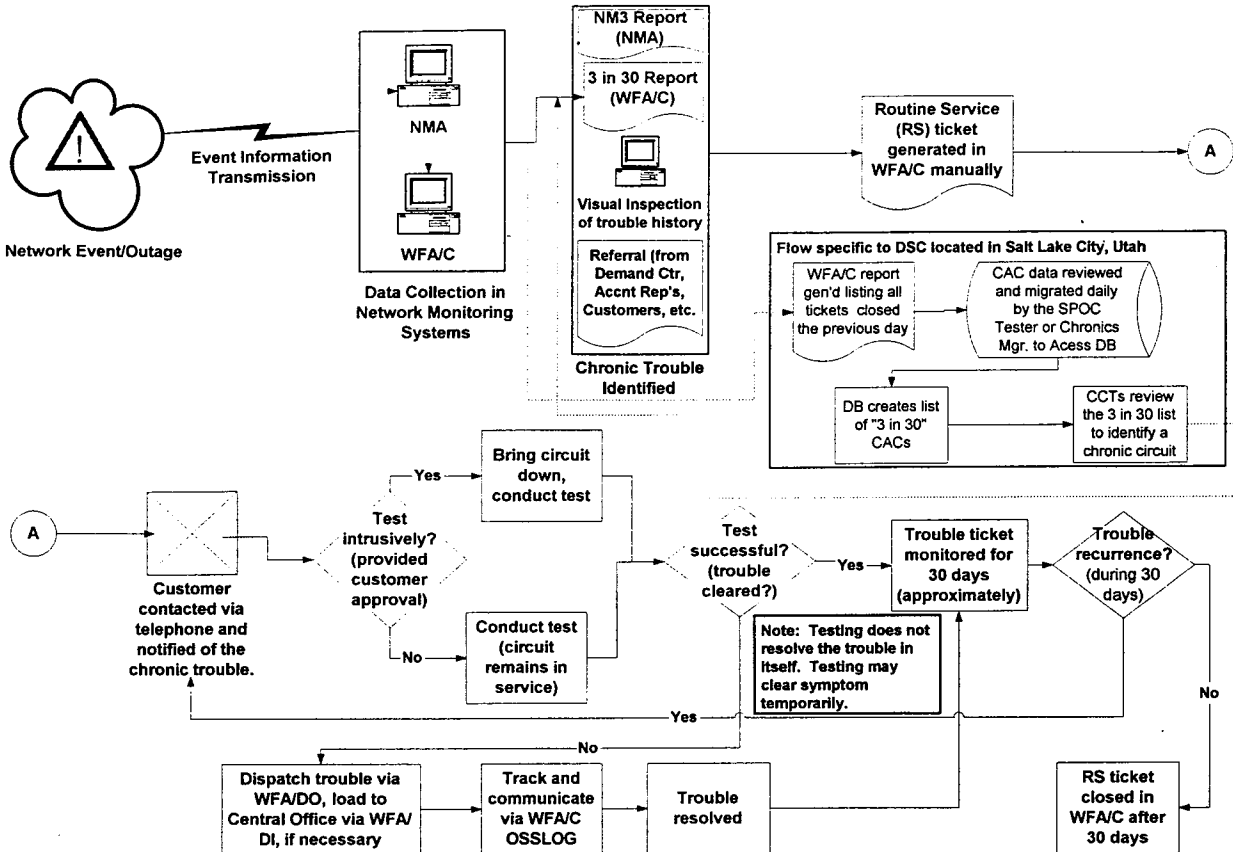 NM3 Report
(NMA)
3 in 30 Report
(WFA/C)
Visual Inspection
of trouble history
Referral (from
Demand Ctr,
Accnt Rep's,
Customers, etc.
Chronic Trouble
Identified
NMA
WFA/C
Data Collection in
Network Monitoring
Systems
!
Event Information
Transmission
Network Event/Outage
Routine Service
(RS) ticket
generated in
WFA/C manually
A
Flow specific to DSC located in Salt Lake City, Utah
WFA/C report
gen'd listing all
tickets closed
the previous day
CAC data reviewed
and migrated daily
by the SPOC
Tester or Chronics
Mgr. to Acess DB
DB creates list
of "3 in 30"
CACs
CCTs review
the 3 in 30 list
to identify a
chronic circuit
A
Customer
contacted via
telephone and
notified of the
chronic trouble.
Test
intrusively?
(provided
customer
approval)
Yes
Bring circuit
down,
conduct test
No
Conduct test
(circuit
remains in
service)
Test
successful?
(trouble
cleared?)
Yes
Trouble ticket
monitored for
30 days
(approximately)
Trouble
recurrence?
(during 30
days)
Note: Testing does not
resolve the trouble in
itself. Testing may
clear symptom
temporarily.
No
Yes
No
Dispatch trouble via
WFA/DO, load to
Central Office via WFA/
DI, if necessary
Track and
communicate
via WFA/C
OSSLOG
Trouble
resolved
RS ticket
closed in
WFA/C after
30 days